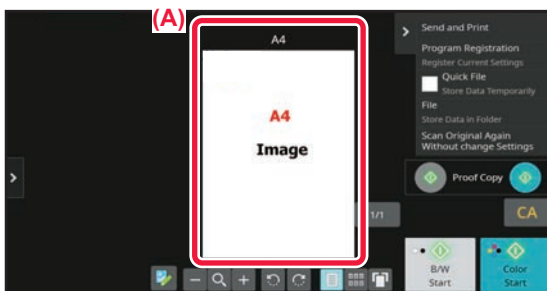 (A)
A4
A4
Image
1/1
Send and Print
Program Registration
Register Current Settings
Quick File
Store Data Temporarily
File
Store Data in Folder
Scan Original Again
Without change Settings
Proof Copy
CA
B/W
Start
Color
Start